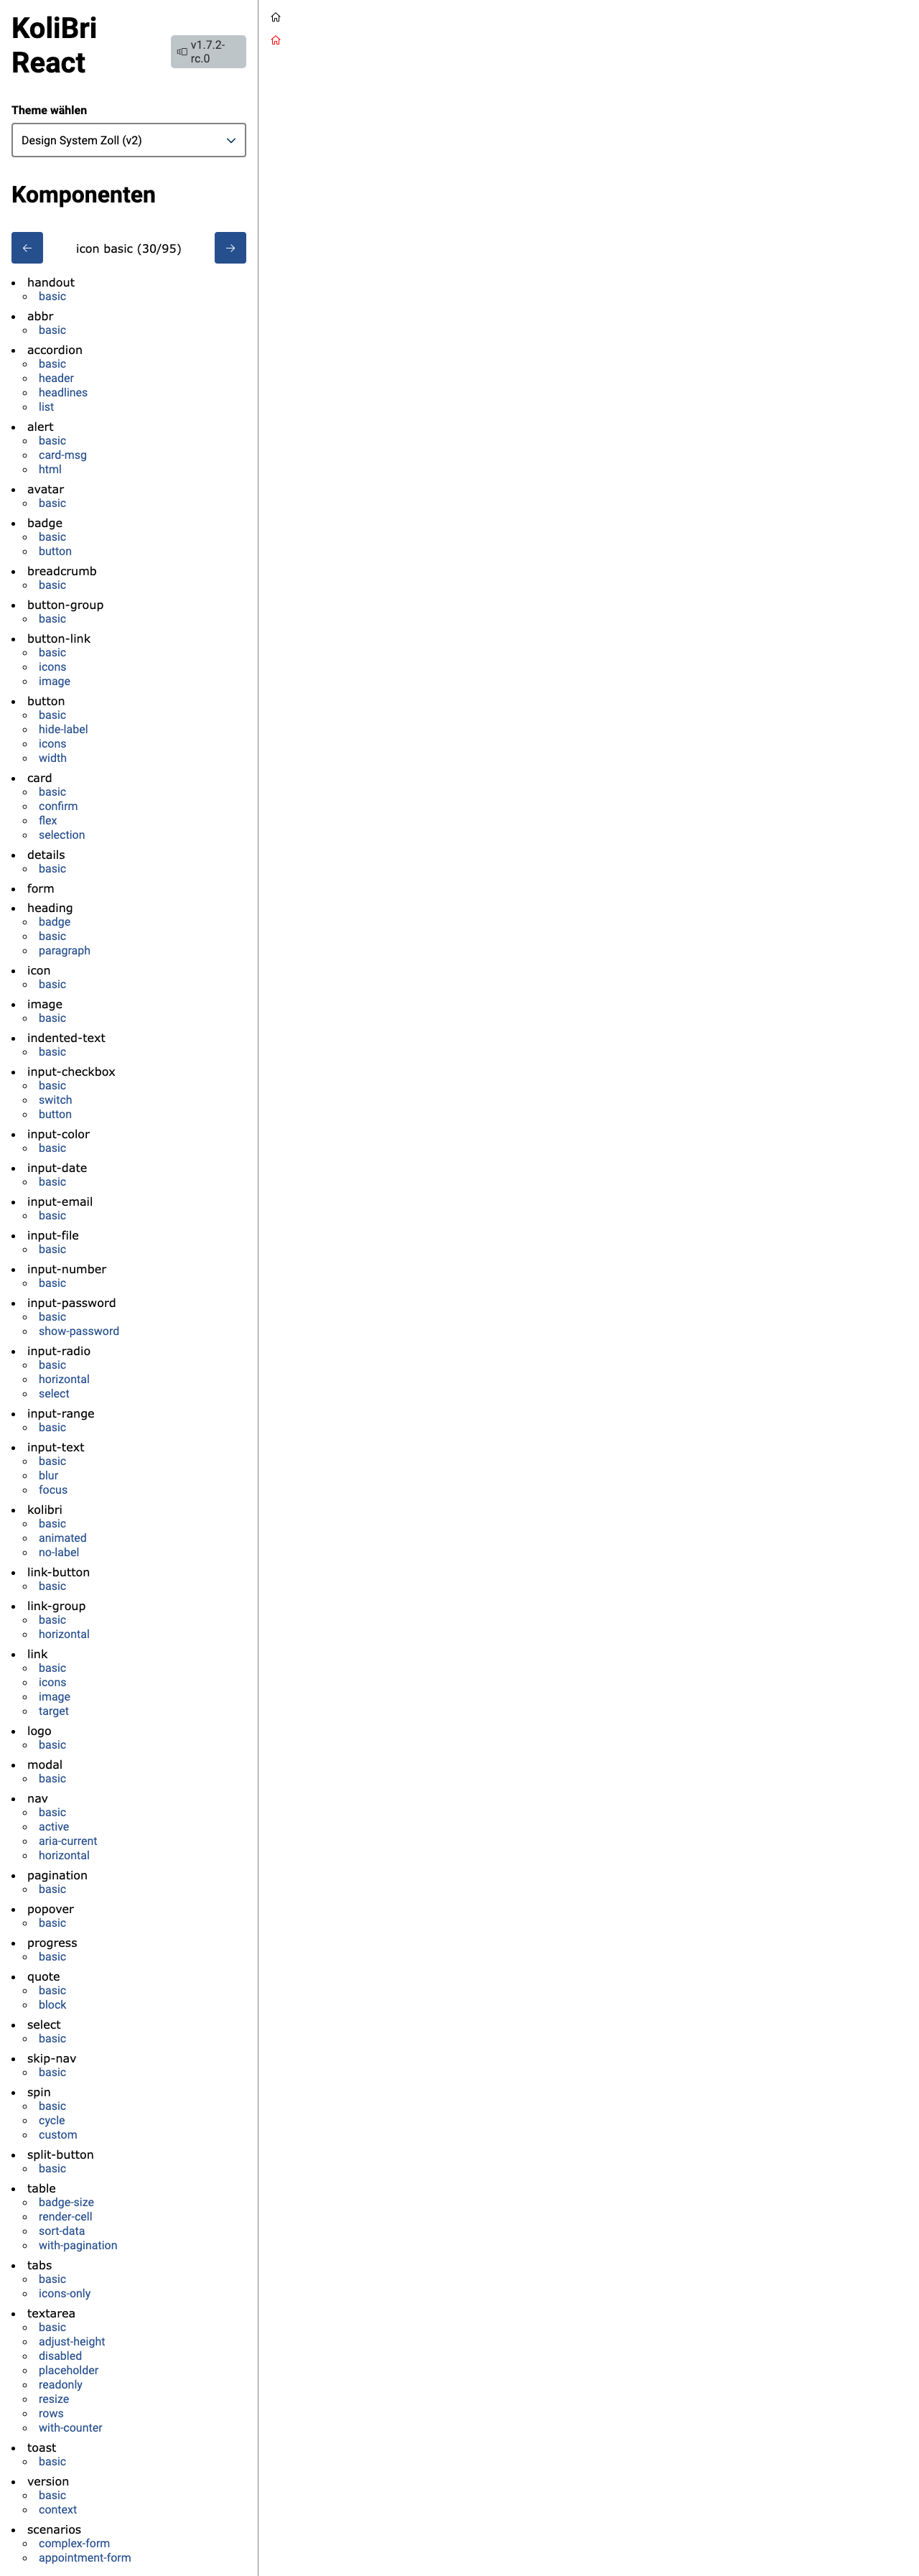 KoliBri
React
v1.7.2-
rc.0
Theme wählen
Design System Zoll (v2)
Komponenten
icon basic (30/95)
handout
basic
abbr
basic
accordion
basic
header
headlines
list
alert
basic
card-msg
html
avatar
basic
badge
basic
button
breadcrumb
basic
button-group
basic
button-link
basic
icons
image
button
basic
hide-label
icons
width
card
basic
confirm
flex
selection
details
basic
form
heading
badge
basic
paragraph
icon
basic
image
basic
indented-text
basic
input-checkbox
basic
switch
button
input-color
basic
input-date
basic
input-email
basic
input-file
basic
input-number
basic
input-password
basic
show-password
input-radio
basic
horizontal
select
input-range
basic
input-text
basic
blur
focus
kolibri
basic
animated
no-label
link-button
basic
link-group
basic
horizontal
link
basic
icons
image
target
logo
basic
modal
basic
nav
basic
active
aria-current
horizontal
pagination
basic
popover
basic
progress
basic
quote
basic
block
select
basic
skip-nav
basic
spin
basic
cycle
custom
split-button
basic
table
badge-size
render-cell
sort-data
with-pagination
tabs
basic
icons-only
textarea
basic
adjust-height
disabled
placeholder
readonly
resize
rows
with-counter
toast
basic
version
basic
context
scenarios
complex-form
appointment-form